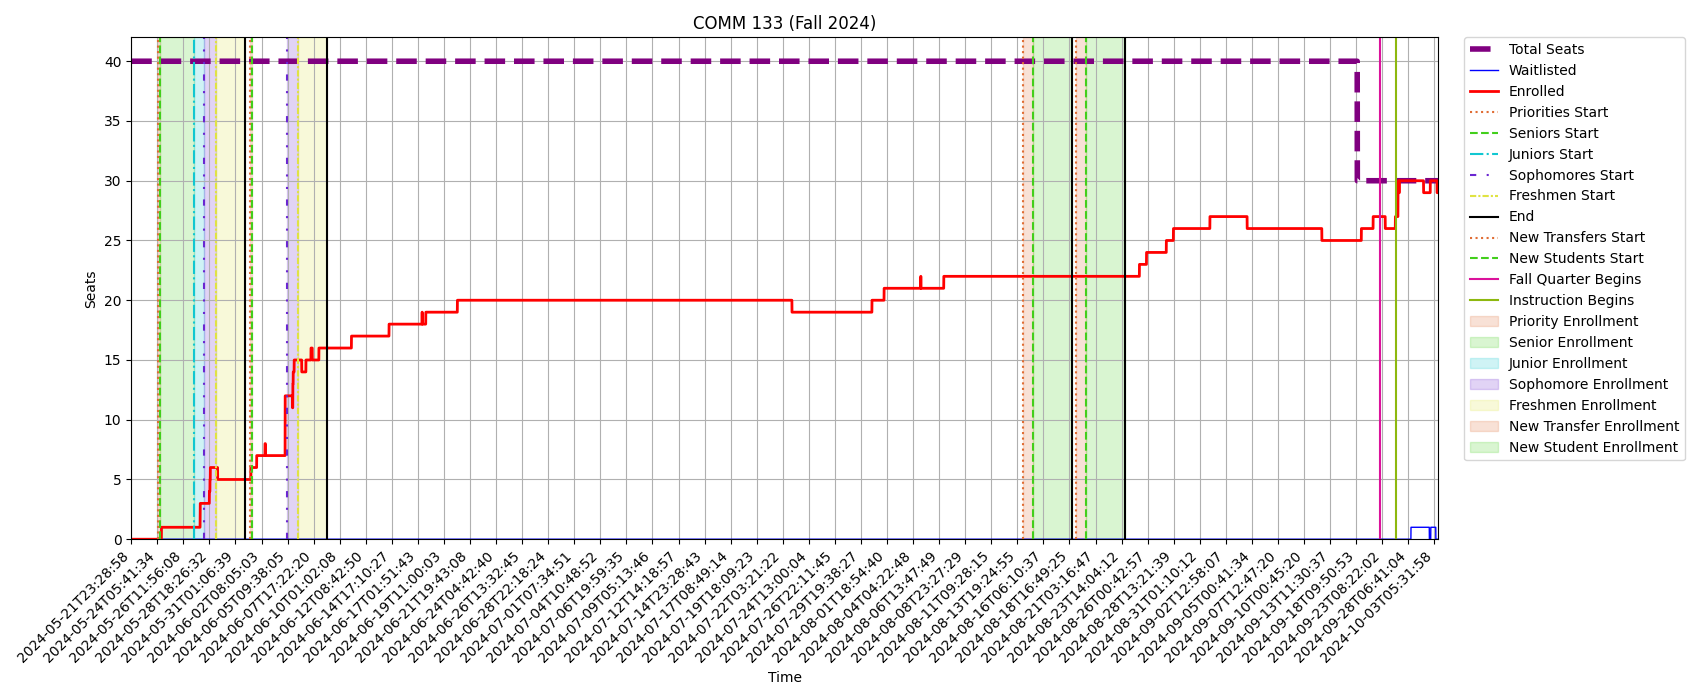 COMM 133 (Fall 2024)
40
35
30
25
20
15
10
5
0
Seats
2024-05-21T23:28:58
2024-05-24T05:41:34
2024-05-26T11:56:08
2024-05-28T18:26:32
2024-05-31T01:06:39
2024-06-02T08:05:03
2024-06-05T09:38:05
2024-06-07T17:22:20
2024-06-10T01:02:08
2024-06-12T08:42:50
2024-06-14T17:10:27
2024-06-17T01:51:43
2024-06-19T11:00:03
2024-06-21T19:43:08
2024-06-24T04:42:40
2024-06-26T13:32:45
2024-06-28T22:18:24
2024-07-01T07:34:51
2024-07-04T10:48:52
2024-07-06T19:59:35
2024-07-09T05:13:46
2024-07-12T14:18:57
2024-07-14T23:28:43
2024-07-17T08:49:14
2024-07-19T18:09:23
2024-07-22T03:21:22
2024-07-24T13:00:04
2024-07-26T22:11:45
2024-07-29T19:38:27
2024-08-01T18:54:40
2024-08-04T04:22:48
2024-08-06T13:47:49
2024-08-08T23:27:29
2024-08-11T09:28:15
2024-08-13T19:24:55
2024-08-16T06:10:37
2024-08-18T16:49:25
2024-08-21T03:16:47
2024-08-23T14:04:12
2024-08-26T00:42:57
2024-08-28T13:21:39
2024-08-31T01:10:12
2024-09-02T12:58:07
2024-09-05T00:41:34
2024-09-07T12:47:20
2024-09-10T00:45:20
2024-09-13T11:30:37
2024-09-18T09:50:53
2024-09-23T08:22:02
2024-09-28T06:41:04
2024-10-03T05:31:58
Time
Total Seats
Waitlisted
Enrolled
Priorities Start
Seniors Start
Juniors Start
Sophomores Start
Freshmen Start
End
New Transfers Start
New Students Start
Fall Quarter Begins
Instruction Begins
Priority Enrollment
Senior Enrollment
Junior Enrollment
Sophomore Enrollment
Freshmen Enrollment
New Transfer Enrollment
New Student Enrollment